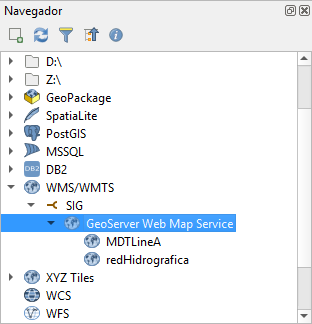 Navegador
D:\
Z:\
GeoPackage
SpatiaLite
PostGIS
MSSQL
DB2 DB2
WMS/WMTS
SIG
GeoServer Web Map Service
MDTLineA
redHidrografica
XYZ Tiles
WCS
WFS